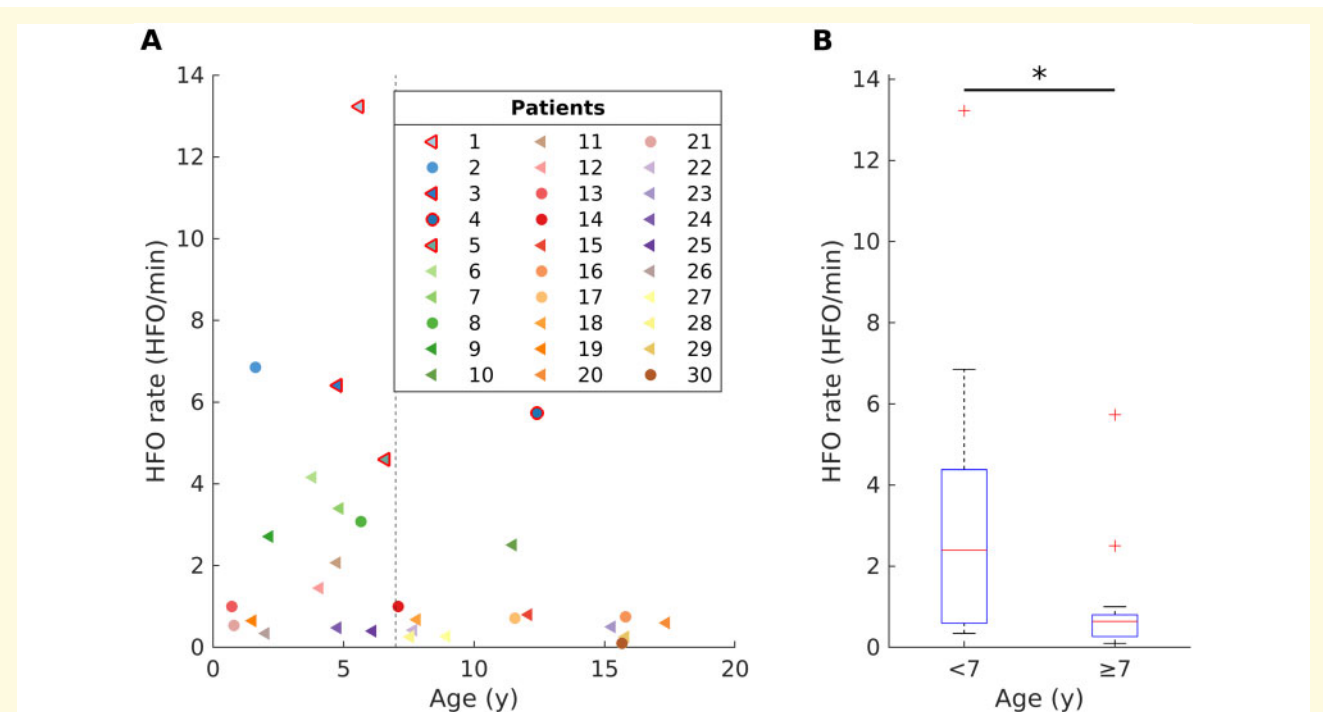 A
HFO rate (HFO/min)
14
12
10
8
6
4
2
0
0 5 10 15 20
Age (y)
Patients
1 11 21
2 12 22
3 13 23
4 14 24
5 15 25
6 16 26
7 17 27
8 18 28
9 19 29
10 20 30
B
*
HFO rate (HFO/min)
14
12
10
8
6
4
2
0
<7 ≥7
Age (y)